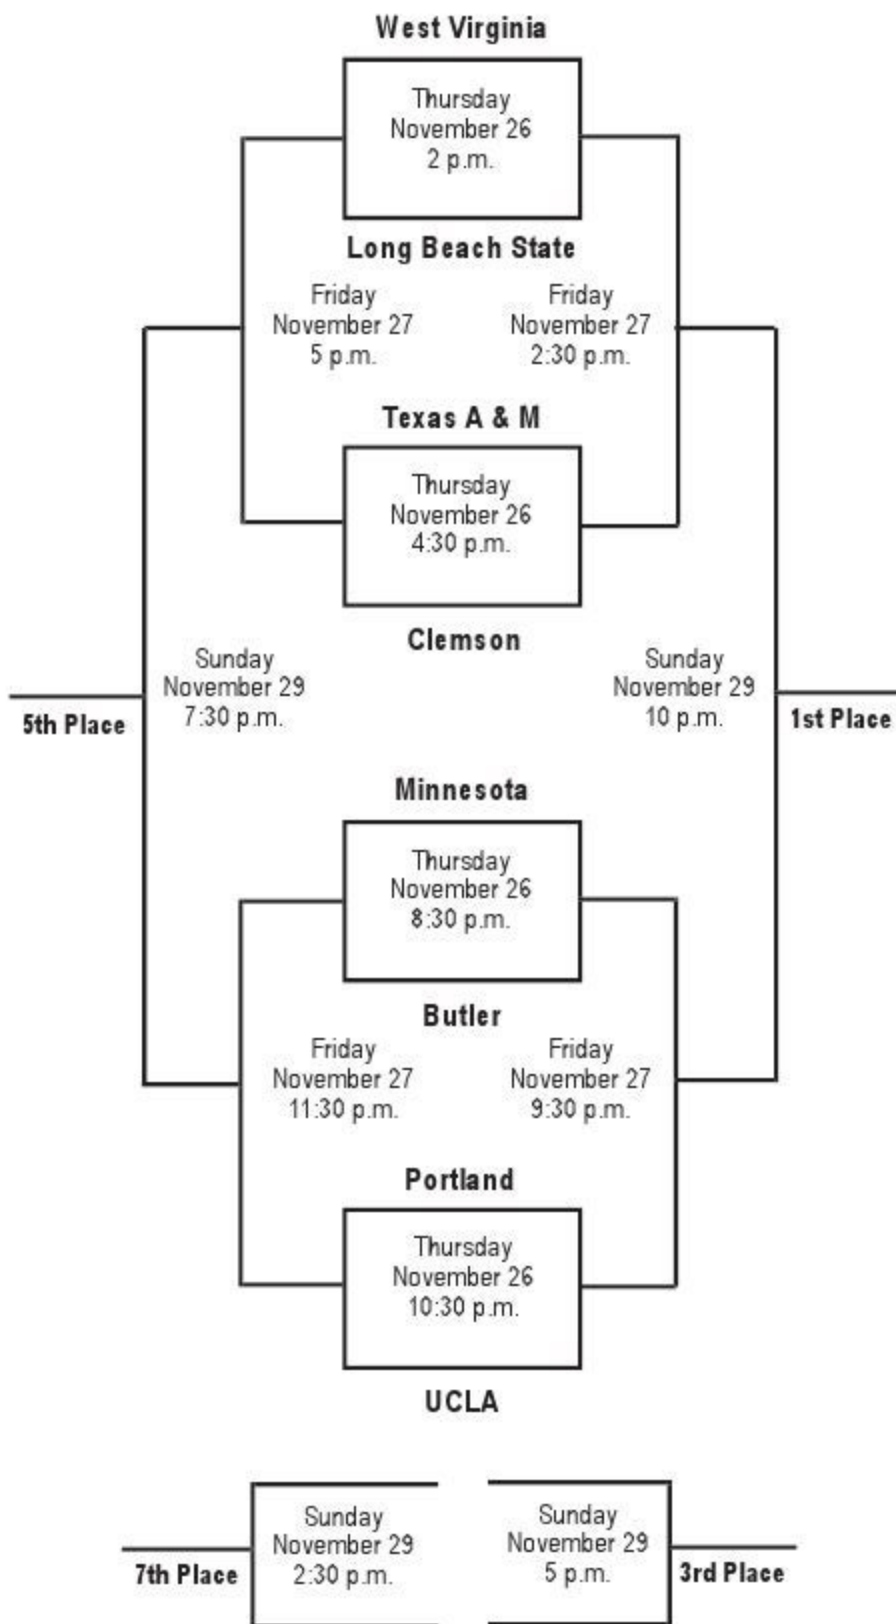 West Virginia
Thursday
November 26
2 p.m.
Long Beach State
Friday
November 27
5 p.m.
Friday
November 27
2:30 p.m.
Texas A & M
Thursday
November 26
4:30 p.m.
Clemson
Sunday
November 29
7:30 p.m.
5th Place
Sunday
November 29
10 p.m.
1st Place
Minnesota
Thursday
November 26
8:30 p.m.
Butler
Friday
November 27
11:30 p.m.
Friday
November 27
9:30 p.m.
Portland
Thursday
November 26
10:30 p.m.
UCLA
Sunday
November 29
2:30 p.m.
7th Place
Sunday
November 29
5 p.m.
3rd Place